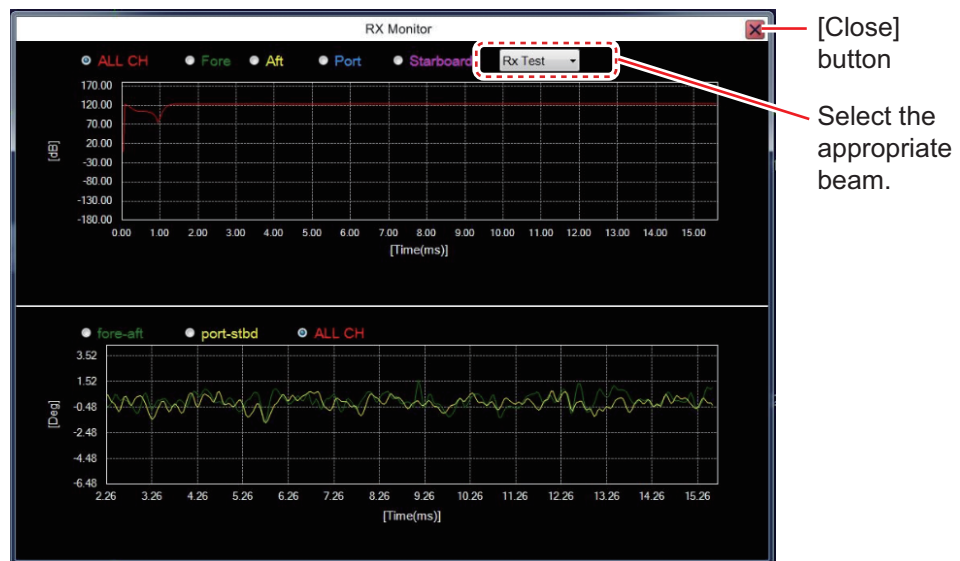 RX Monitor
ALL CH Fore Aft Port Starboard Rx Test
170.00
120.00
70.00
20.00
-30.00
-80.00
-130.00
-180.00
[dB]
0.00 1.00 2.00 3.00 4.00 5.00 6.00 7.00 8.00 9.00 10.00 11.00 12.00 13.00 14.00 15.00
[Time(ms)]
fore-aft port-stbd ALL CH
3.52
1.52
-0.48
-2.48
-4.48
-6.48
[Deg]
2.26 3.26 4.26 5.26 6.26 7.26 8.26 9.26 10.26 11.26 12.26 13.26 14.26 15.26
[Time(ms)]
[Close]
button
Select the
appropriate
beam.